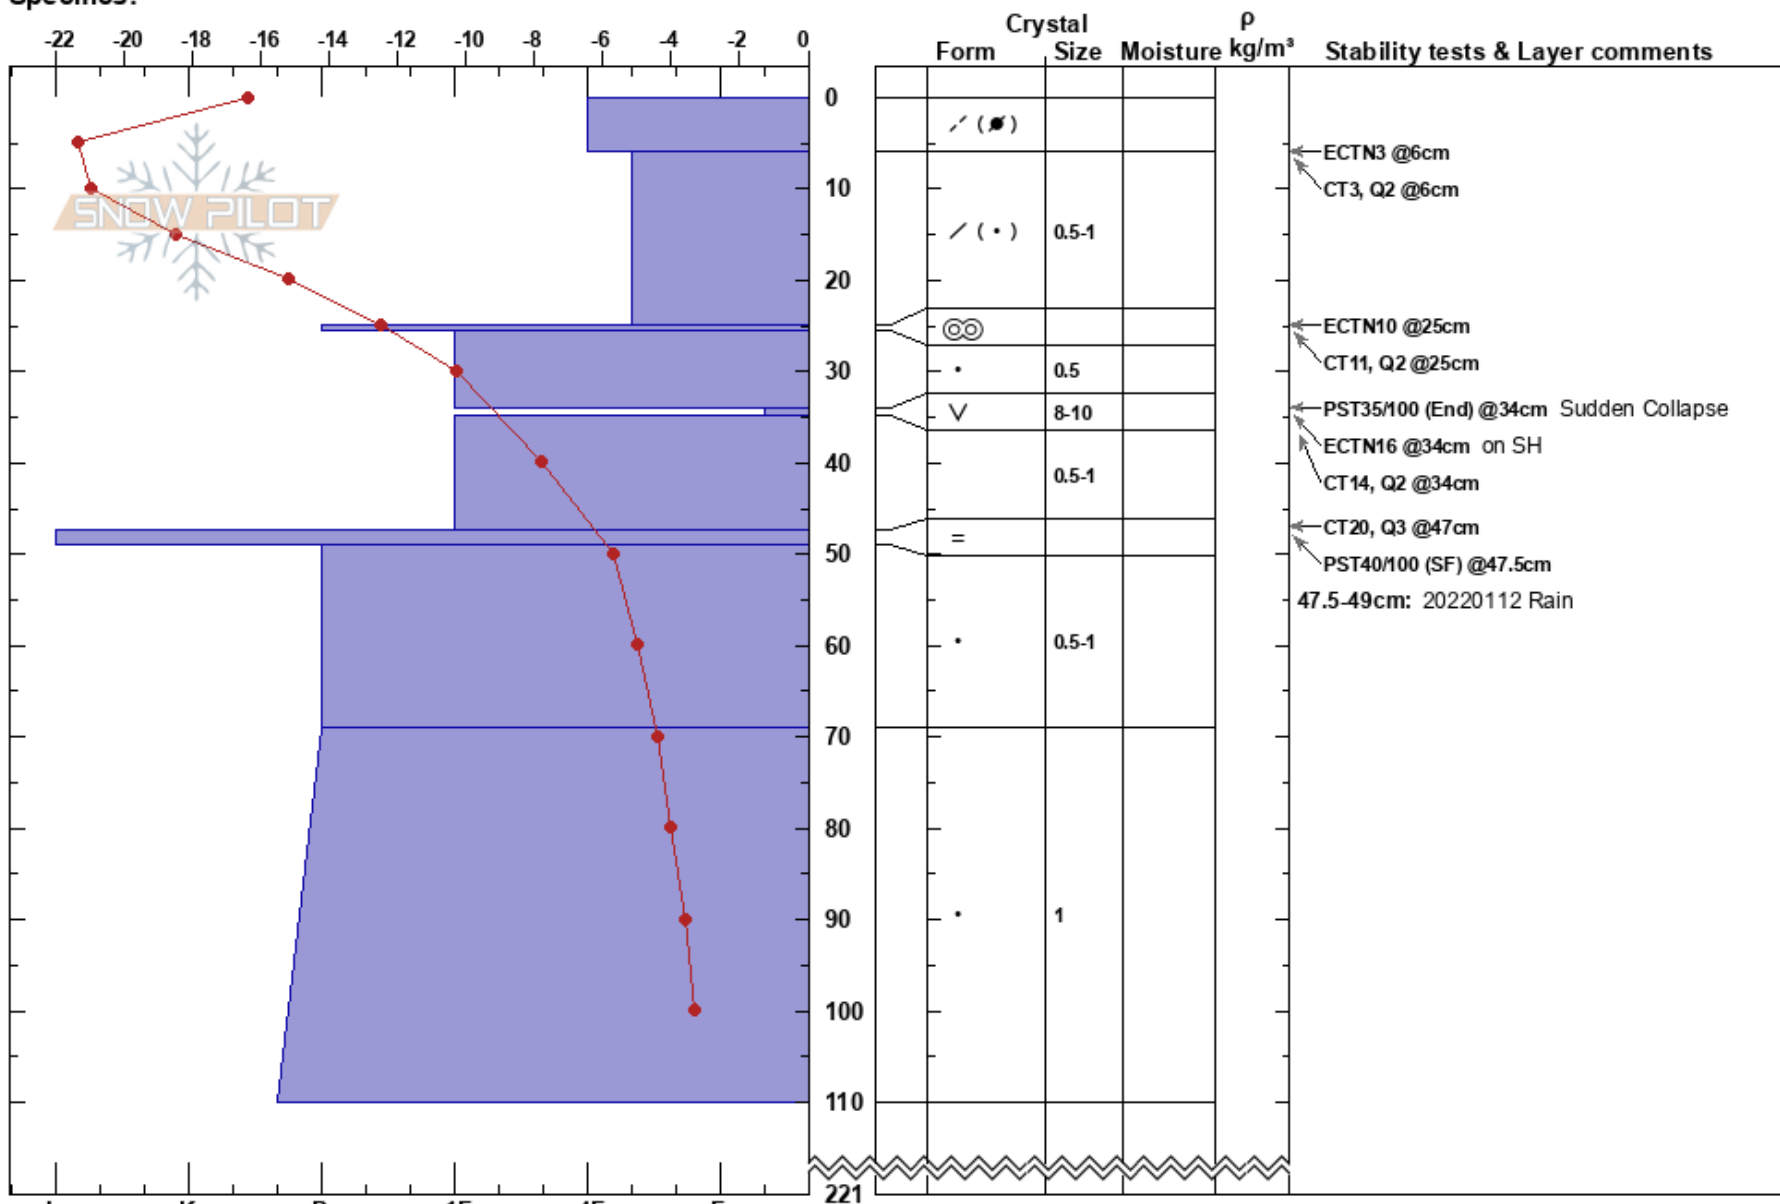 Specifics:
Crystal ρ
Form Size Moisture kg/m³ Stability tests & Layer comments
-22 -20 -18 -16 -14 -12 -10 -8 -6 -4 -2 0
0
ECTN3 @6cm
10 CT3, Q2 @6cm
SNOW PILOT
0.5-1
20
ECTN10 @25cm
CT11, Q2 @25cm
30 0.5
8-10 PST35/100 (End) @34cm Sudden Collapse
ECTN16 @34cm on SH
40
0.5-1 CT14, Q2 @34cm
CT20, Q3 @47cm
=
50
PST40/100 (SF) @47.5cm
47.5-49cm: 20220112 Rain
60 0.5-1
70
80
90 1
100
110
221